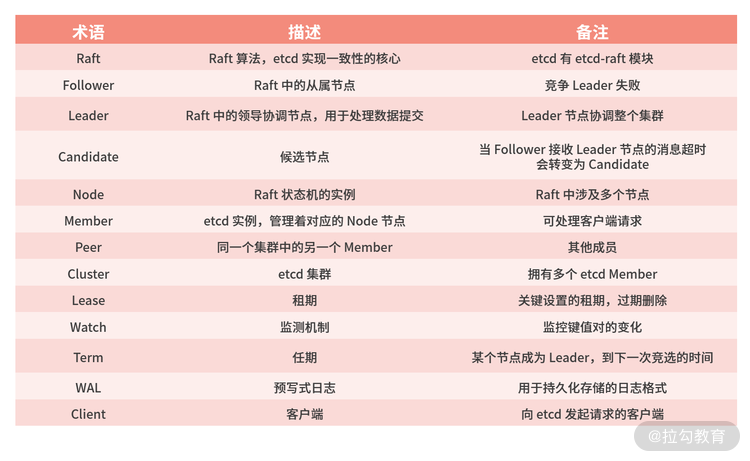 术语 描述 备注
Raft Raft 算法，etcd 实现一致性的核心 etcd 有 etcd-raft 模块
Follower Raft 中的从属节点 竞争 Leader 失败
Leader Raft 中的领导协调节点，用于处理数据提交 Leader 节点协调整个集群
Candidate 候选节点 当 Follower 接收 Leader 节点的消息超时
会转变为 Candidate
Node Raft 状态机的实例 Raft 中涉及多个节点
Member etcd 实例，管理着对应的 Node 节点 可处理客户端请求
Peer 同一个集群中的另一个 Member 其他成员
Cluster etcd 集群 拥有多个 etcd Member
Lease 租期 关键设置的租期，过期删除
Watch 监测机制 监控键值对的变化
Term 任期 某个节点成为 Leader，到下一次竞选的时间
WAL 预写式日志 用于持久化存储的日志格式
Client 客户端 向 etcd 发起请求的客户端
@拉勾教育